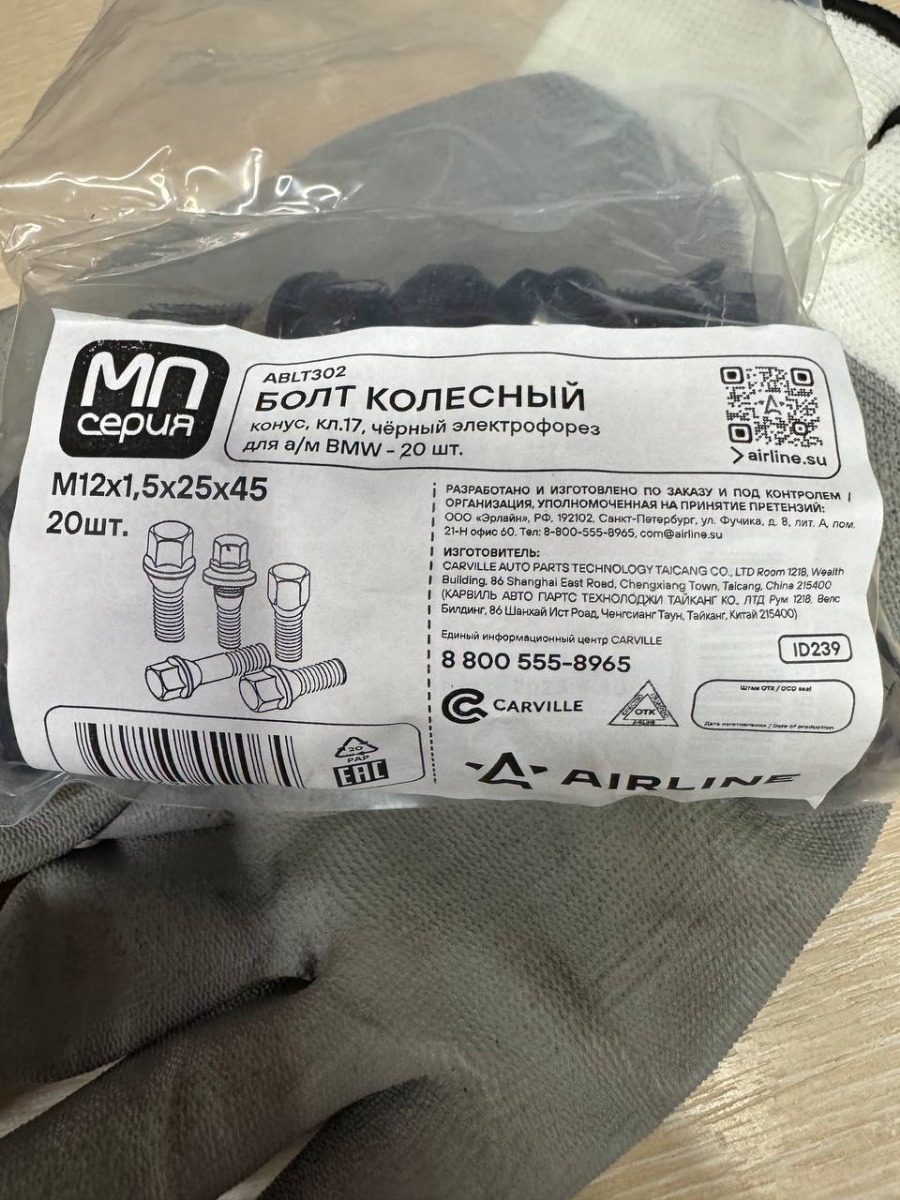 МП
серия
ABLT302
БОЛТ КОЛЕСНЫЙ
конус, кл.17, чёрный электрофорез
для а/м BMW - 20 шт.
airline.su
М12х1,5х25х45
20шт.
РАЗРАБОТАНО И ИЗГОТОВЛЕНО ПО ЗАКАЗУ И ПОД КОНТРОЛЕМ |
ОРГАНИЗАЦИЯ, УПОЛНОМОЧЕННАЯ НА ПРИНЯТИЕ ПРЕТЕНЗИЙ:
ООО «Эрлайн», РФ, 192102, Санкт-Петербург, ул. Фучика, д. 8, лит. А, пом.
21-Н офис 60. Тел: 8-800-555-8965, com@airline.su
ИЗГОТОВИТЕЛЬ:
CARVILLE AUTO PARTS TECHNOLOGY TAICANG CO., LTD Room 1218, Wealth
Building, 86 Shanghai East Road, Chengxiang Town, Taicang, China 215400
(КАРВИЛЬ АВТО ПАРТС ТЕХНОЛОДЖИ ТАЙКАНГ КО., ЛТД Рум 1218, Велс
Билдинг, 86 Шанхай Ист Роад, Ченгсианг Таун, Тайканг, Китай 215400)
Единый информационный центр CARVILLE
8 800 555-8965
ID239
CARVILLE
ОТК
AIRLINE
Штамп ОТК / QCD seal
Дата изготовления / Date of production
20
PAP
EAC
AIRLINE